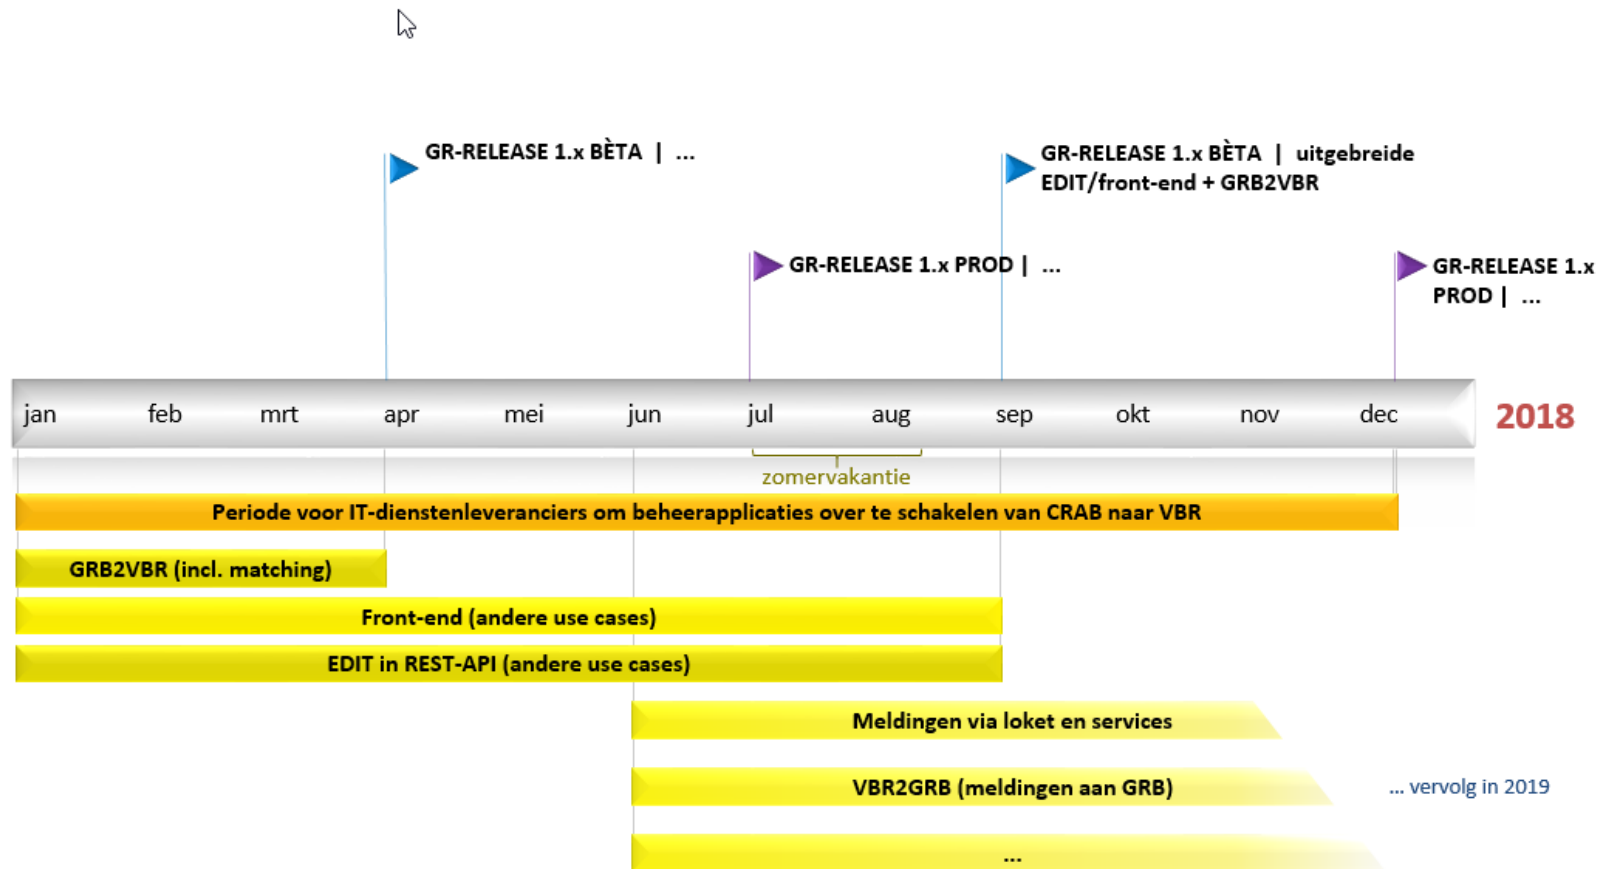 GR-RELEASE 1.x BÈTA | ...
GR-RELEASE 1.x BÈTA | uitgebreide
EDIT/front-end + GRB2VBR
GR-RELEASE 1.x PROD | ...
GR-RELEASE 1.x
PROD | ...
jan feb mrt apr mei jun jul aug sep okt nov dec 2018
zomervakantie
Periode voor IT-dienstenleveranciers om beheerapplicaties over te schakelen van CRAB naar VBR
GRB2VBR (incl. matching)
Front-end (andere use cases)
EDIT in REST-API (andere use cases)
Meldingen via loket en services
VBR2GRB (meldingen aan GRB)
... vervolg in 2019
...